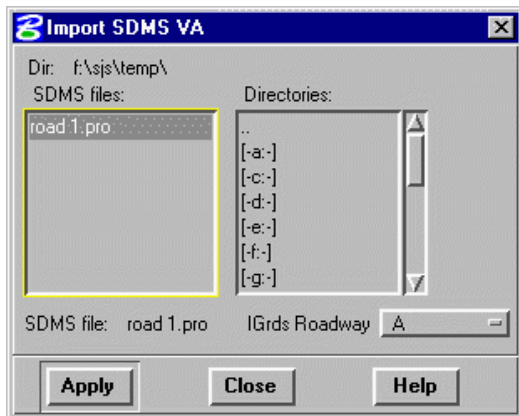 Import SDMS VA
Dir: f:\sjs\temp\
SDMS files:
Directories:
road 1.pro
..
[-a:-]
[-c:-]
[-d:-]
[-e:-]
[-f:-]
[-g:-]
SDMS file: road 1.pro
IGrds Roadway A
Apply
Close
Help